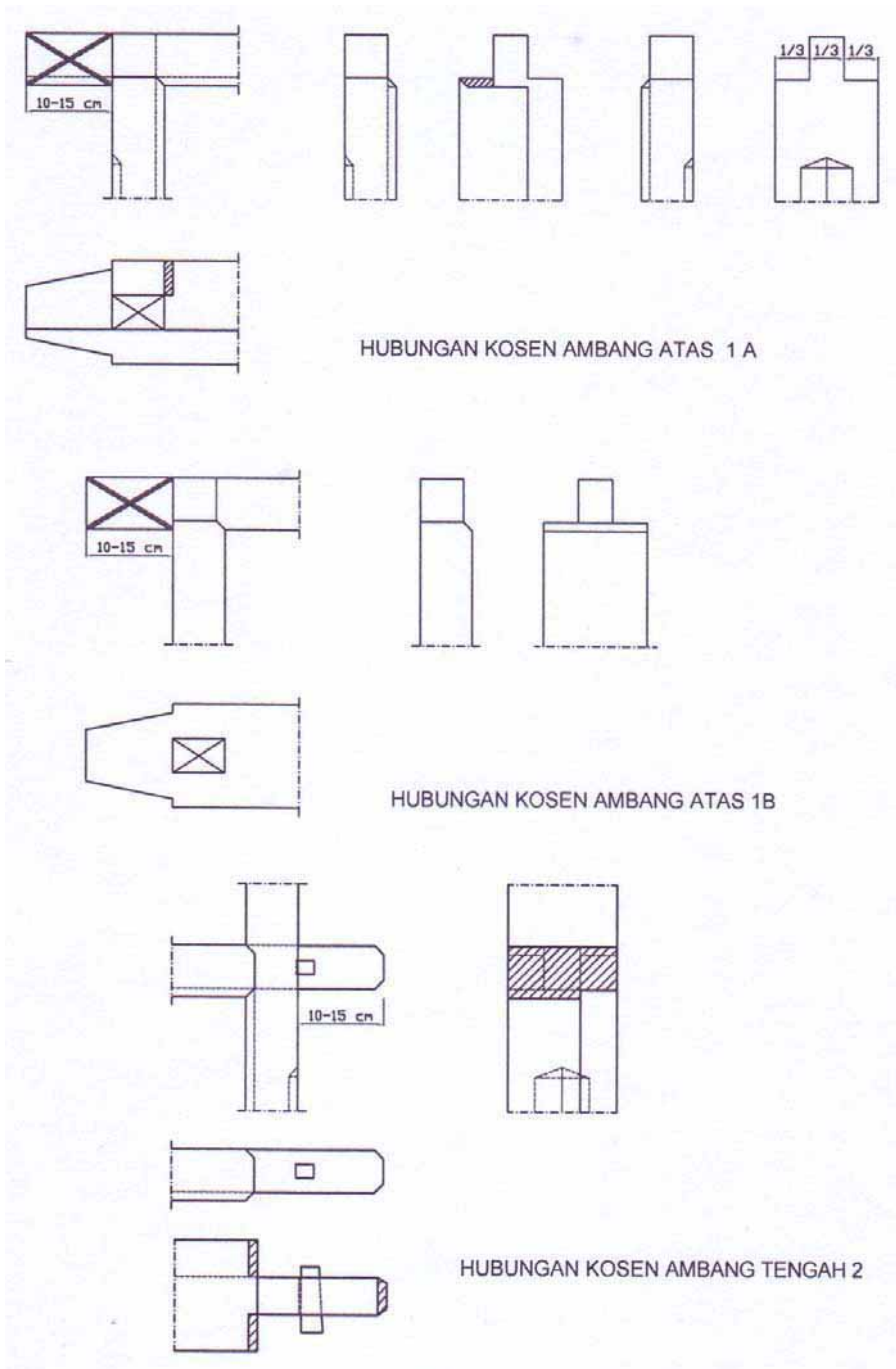 1/3 1/3 1/3
10-15 cm
HUBUNGAN KOSEN AMBANG ATAS 1 A
10-15 cm
HUBUNGAN KOSEN AMBANG ATAS 1B
10-15 cm
HUBUNGAN KOSEN AMBANG TENGAH 2